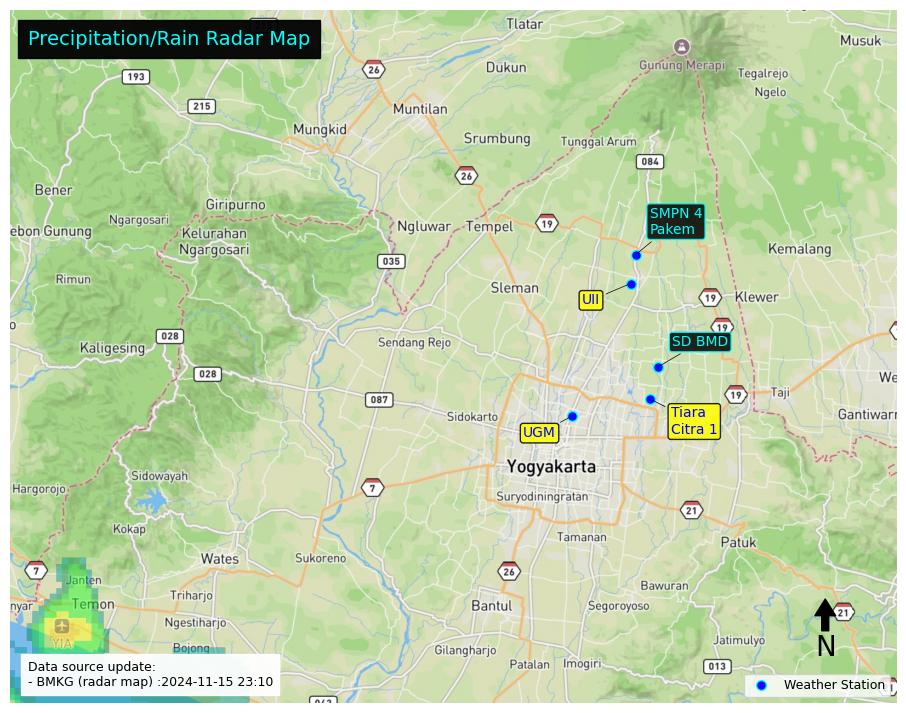 Precipitation/Rain Radar Map
Tlatar
Musuk
26
Dukun
Gunung Merapi
Tegalrejo
193
Ngelo
215
Muntilan
Mungkid
Srumbung
Tunggal Arum
084
26
Bener
Giripurno
SMPN 4
Pakem
Ngargosari
Ngluwar
Tempel
19
ebon Gunung
Kelurahan
Ngargosari
Kemalang
035
Rimun
Sleman
UII
19
Klewer
028
Sendang Rejo
19
SD BMD
Kaligesing
028
087
19
Taji
We
Sidokarto
Tiara
Citra 1
Gantiwarn
UGM
Yogyakarta
Sidowayah
Hargorojo
7
Suryodiningratan
21
Kokap
Tamanan
Patuk
Wates
Sukoreno
7
Janten
26
Bawuran
nyar
Temon
Triharjo
Bantul
Segoroyoso
21
Ngestiharjo
YIA
N
Bojong
Gilangharjo
Jatimulyo
Patalan
Imogiri
013
Data source update:
- BMKG (radar map) :2024-11-15 23:10
Weather Station